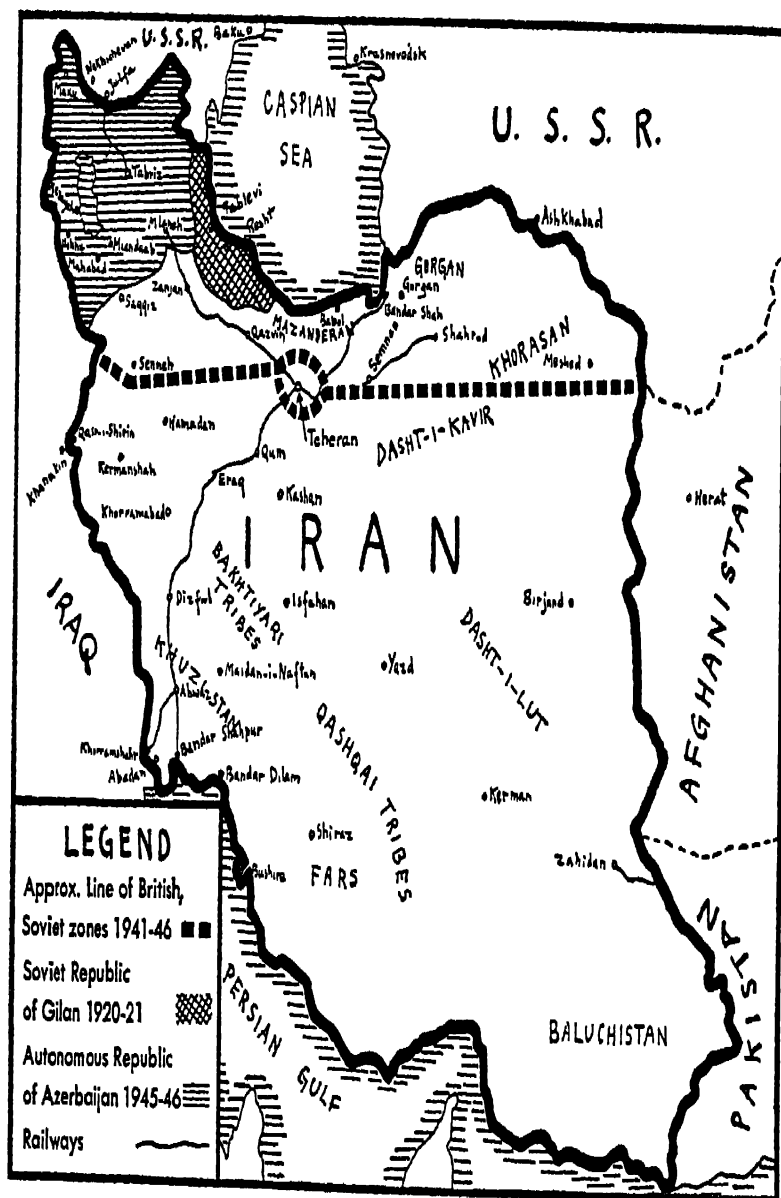 U.S.S.R.
Baku
Krasnovodsk
Nakhichevan
Julfa
Maku
CASPIAN
SEA
U. S. S. R.
Tabriz
Pahlevi
Resht
Mianeh
Miandaab
Mahabad
Ashkhabad
GORGAN
Gorgan
Bandar Shah
Zanjan
Saqqiz
Qazvin
MAZANDERAN
Babol
Semnan
Shahrud
KHORASAN
Meshed
Senneh
Hamadan
Teheran
DASHT-I-KAVIR
Qasr-i-Shirin
Khanakin
Kermanshah
Qum
Eraq
Kashan
Khorramabad
Herat
IRAN
AFGHANISTAN
IRAQ
BAKHTIYARI
TRIBES
Dizful
Isfahan
Birjand
DASHT-I-LUT
KHUZISTAN
Maidan-i-Naftan
Yazd
Ahwaz
QASHQAI TRIBES
Khorramshahr
Abadan
Bandar Shahpur
Bandar Dilam
Kerman
Shiraz
FARS
Bushire
Zahidan
PAKISTAN
BALUCHISTAN
PERSIAN
GULF
LEGEND
Approx. Line of British,
Soviet zones 1941-46
Soviet Republic
of Gilan 1920-21
Autonomous Republic
of Azerbaijan 1945-46
Railways